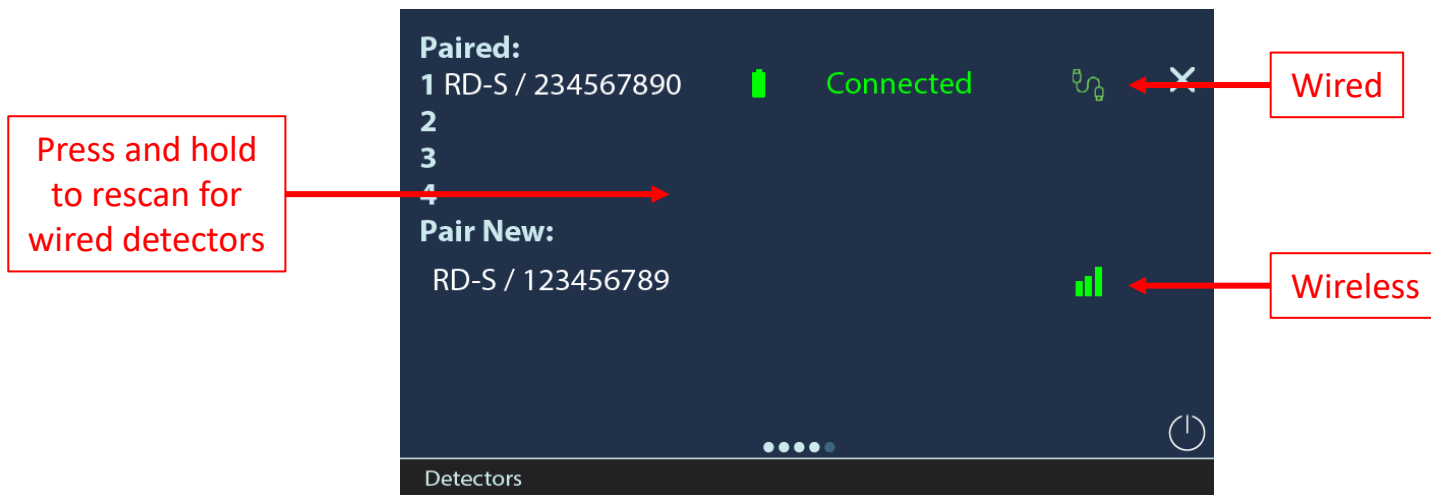 Paired:
1 RD-S / 234567890 Connected
2
3
4
Pair New:
RD-S / 123456789
Detectors
Press and hold
to rescan for
wired detectors
Wired
Wireless